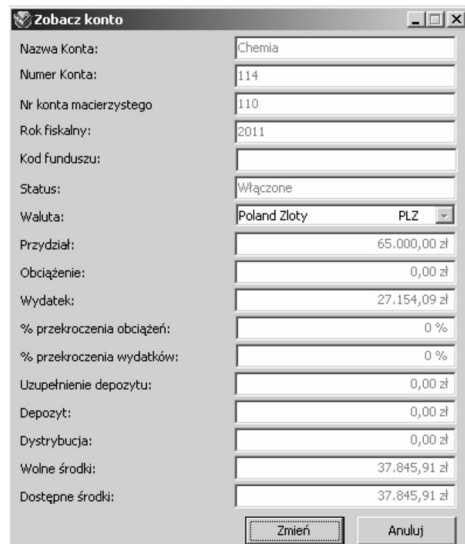 Zobacz konto
Nazwa Konta: Chemia
Numer Konta: 114
Nr konta macierzystego 110
Rok fiskalny: 2011
Kod funduszu:
Status: Włączone
Waluta: Poland Zloty PLZ
Przydział: 65.000,00 zł
Obciążenie: 0,00 zł
Wydatek: 27.154,09 zł
% przekroczenia obciążeń: 0 %
% przekroczenia wydatków: 0 %
Uzupełnienie depozytu: 0,00 zł
Depozyt: 0,00 zł
Dystrybucja: 0,00 zł
Wolne środki: 37.845,91 zł
Dostępne środki: 37.845,91 zł
Zmień Anuluj